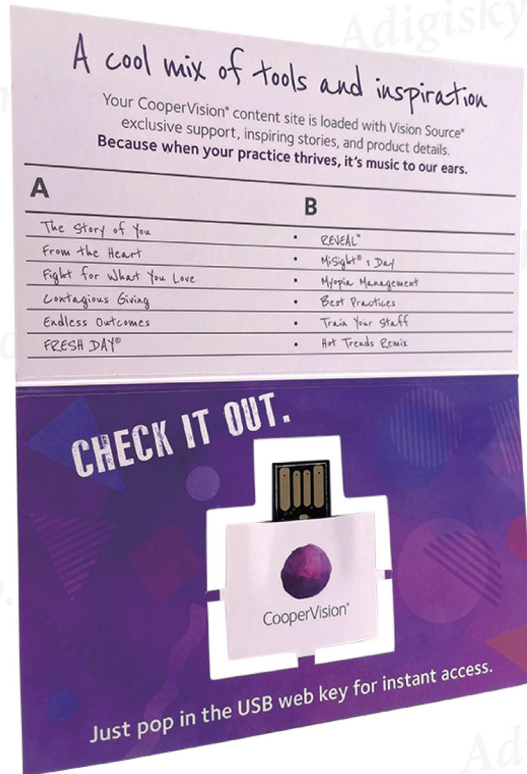 Adigisky
A cool mix of tools and inspiration
Your CooperVision® content site is loaded with Vision Source®
exclusive support, inspiring stories, and product details.
Because when your practice thrives, it's music to our ears.
A
B
The Story of You
• REVEAL™
From the Heart
• MiSight® 1 Day
Fight for What You Love
• Myopia Management
Contagious Giving
• Best Practices
Endless Outcomes
• Train Your Staff
FRESH DAY®
• Hot Trends Remix
CHECK IT OUT.
CooperVision®
Just pop in the USB web key for instant access.